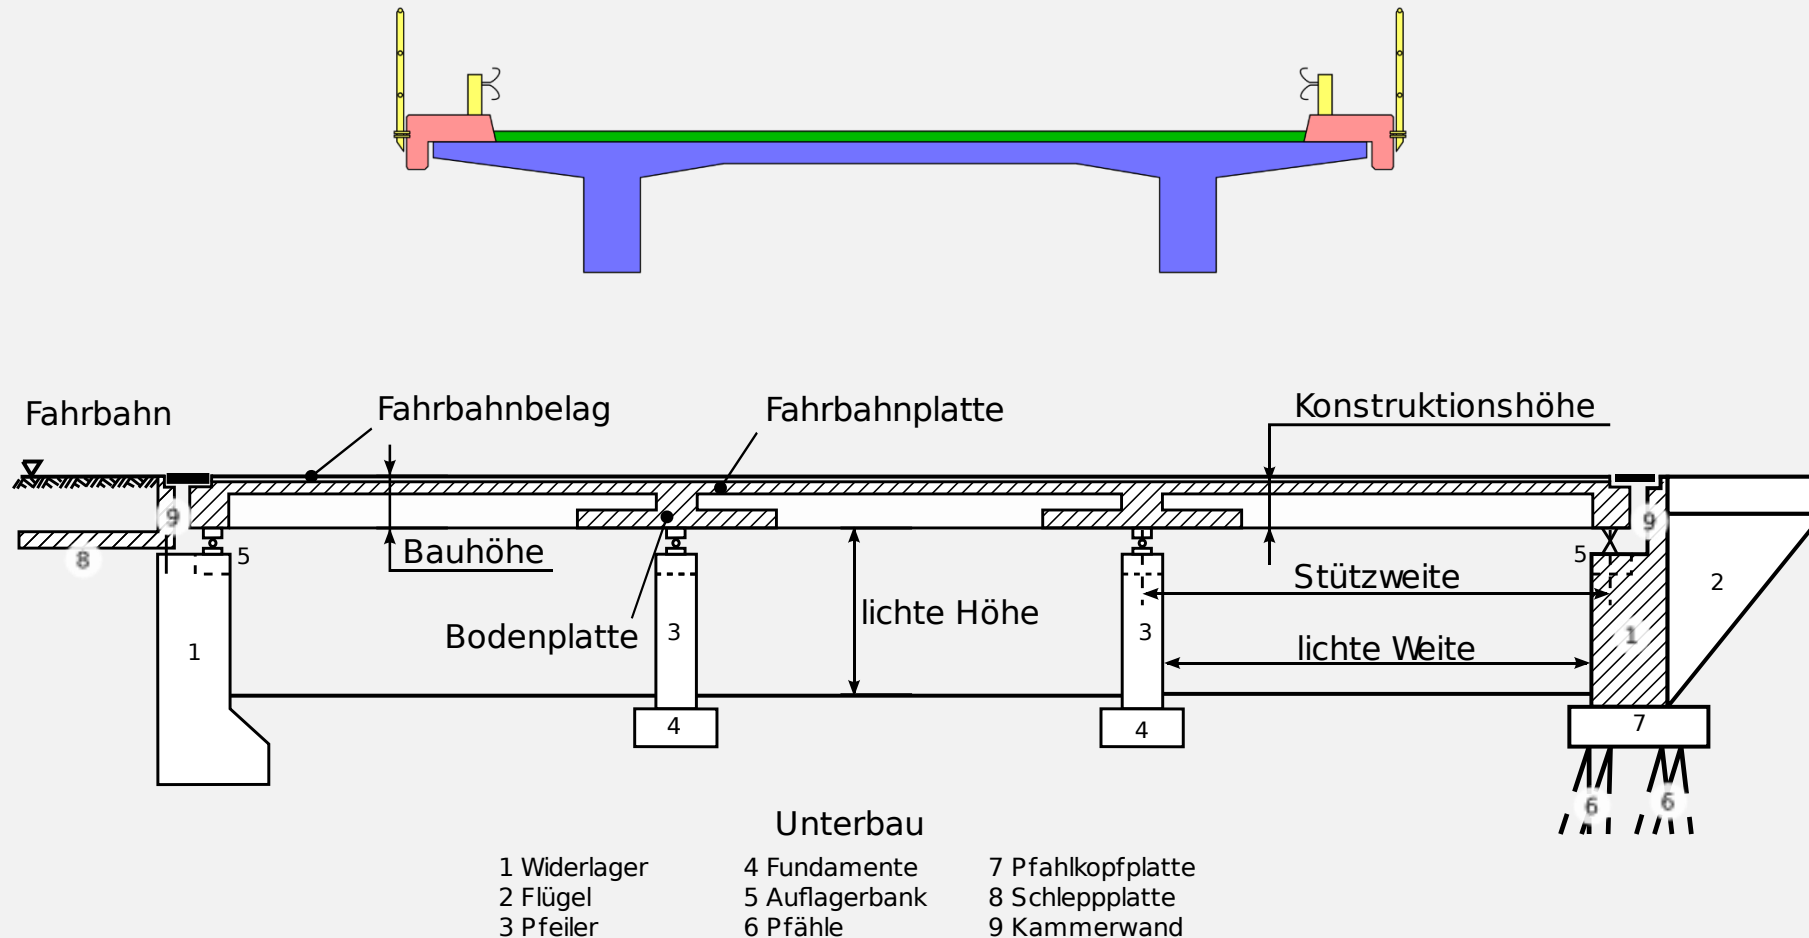 Fahrbahn
Fahrbahnbelag
Fahrbahnplatte
Konstruktionshöhe
9
9
8
5
Bauhöhe
5
Stützweite
2
lichte Höhe
Bodenplatte
3
3
1
lichte Weite
1
4
4
7
6
6
Unterbau
1 Widerlager
4 Fundamente
7 Pfahlkopfplatte
2 Flügel
5 Auflagerbank
8 Schleppplatte
3 Pfeiler
6 Pfähle
9 Kammerwand